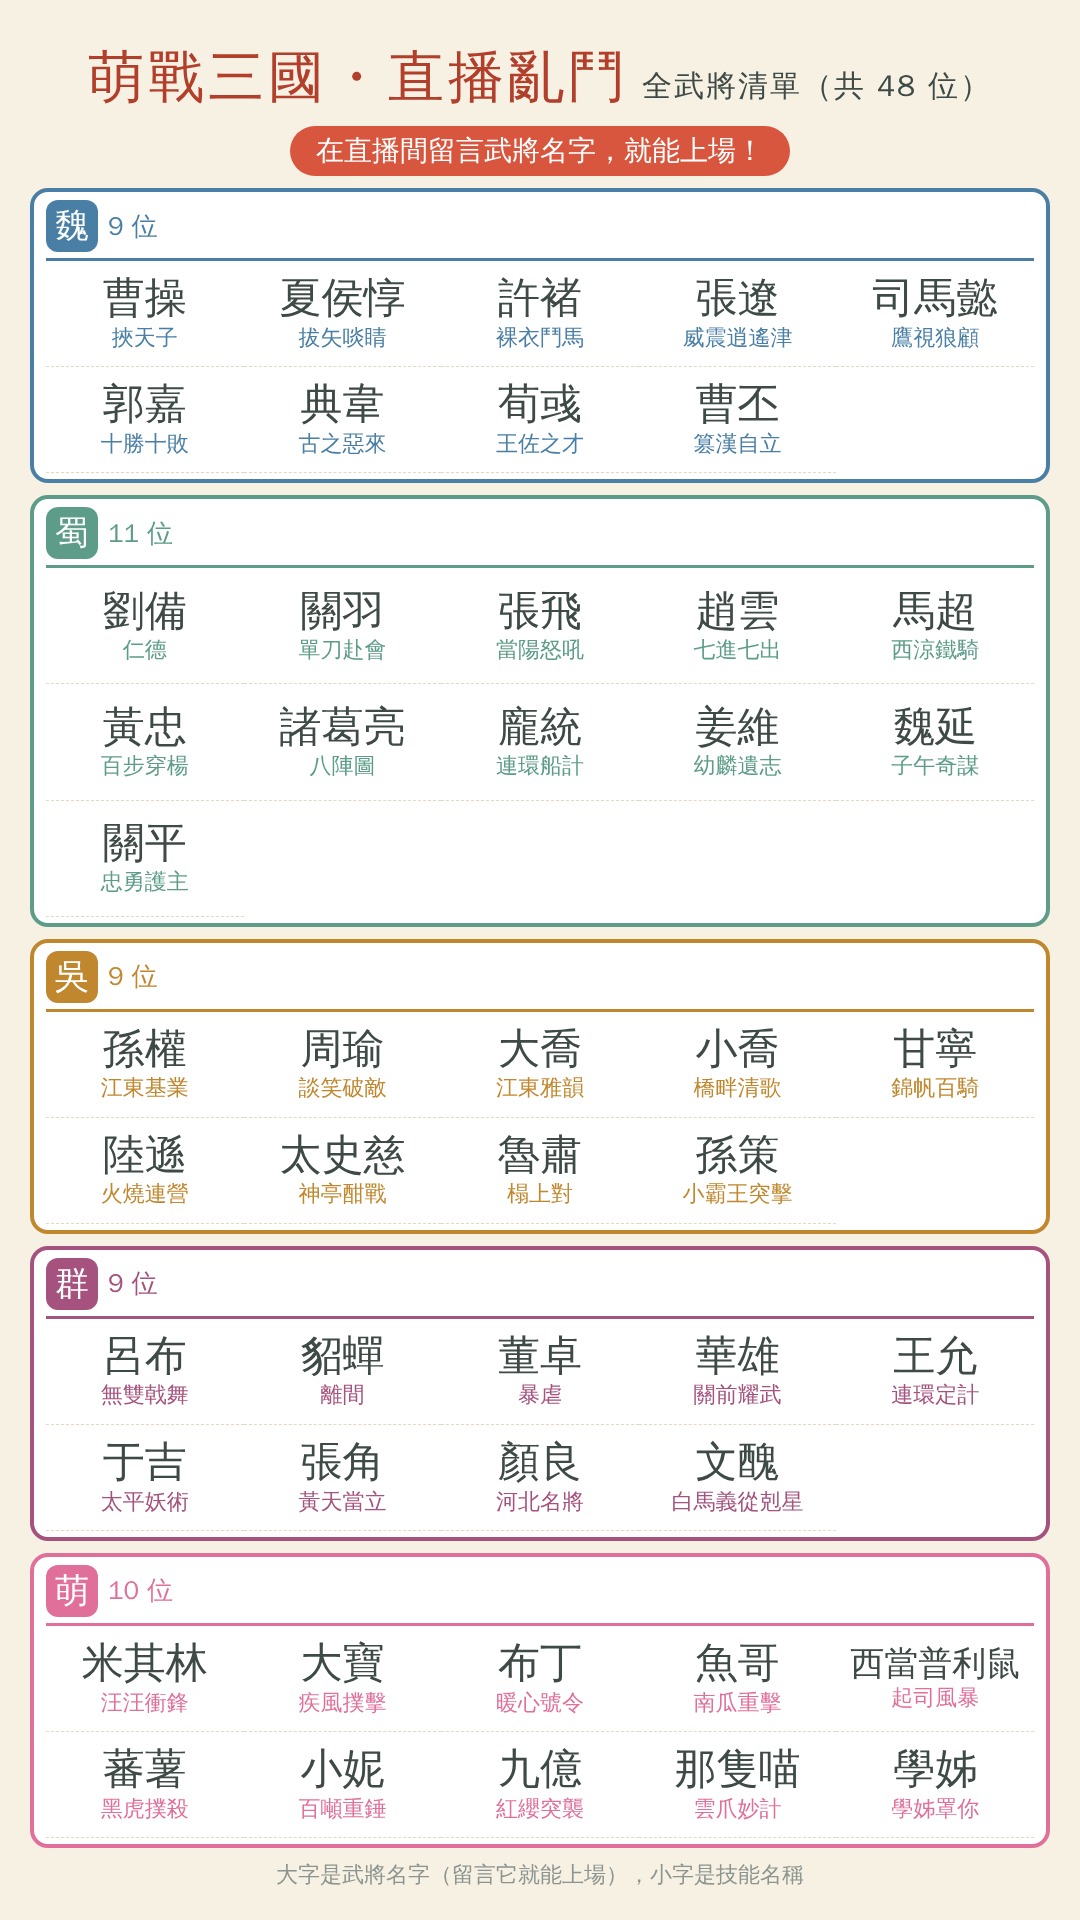 萌戰三國・直播亂鬥 全武將清單（共 48 位）
在直播間留言武將名字，就能上場！
魏 9 位
曹操 夏侯惇 許褚 張遼 司馬懿
挾天子 拔矢啖睛 裸衣鬥馬 威震逍遙津 鷹視狼顧
郭嘉 典韋 荀彧 曹丕
十勝十敗 古之惡來 王佐之才 篡漢自立
蜀 11 位
劉備 關羽 張飛 趙雲 馬超
仁德 單刀赴會 當陽怒吼 七進七出 西涼鐵騎
黃忠 諸葛亮 龐統 姜維 魏延
百步穿楊 八陣圖 連環船計 幼麟遺志 子午奇謀
關平
忠勇護主
吳 9 位
孫權 周瑜 大喬 小喬 甘寧
江東基業 談笑破敵 江東雅韻 橋畔清歌 錦帆百騎
陸遜 太史慈 魯肅 孫策
火燒連營 神亭酣戰 榻上對 小霸王突擊
群 9 位
呂布 貂蟬 董卓 華雄 王允
無雙戟舞 離間 暴虐 關前耀武 連環定計
于吉 張角 顏良 文醜
太平妖術 黃天當立 河北名將 白馬義從剋星
萌 10 位
米其林 大寶 布丁 魚哥 西當普利鼠
汪汪衝鋒 疾風撲擊 暖心號令 南瓜重擊 起司風暴
蕃薯 小妮 九億 那隻喵 學姊
黑虎撲殺 百噸重錘 紅纓突襲 雲爪妙計 學姊罩你
大字是武將名字（留言它就能上場），小字是技能名稱